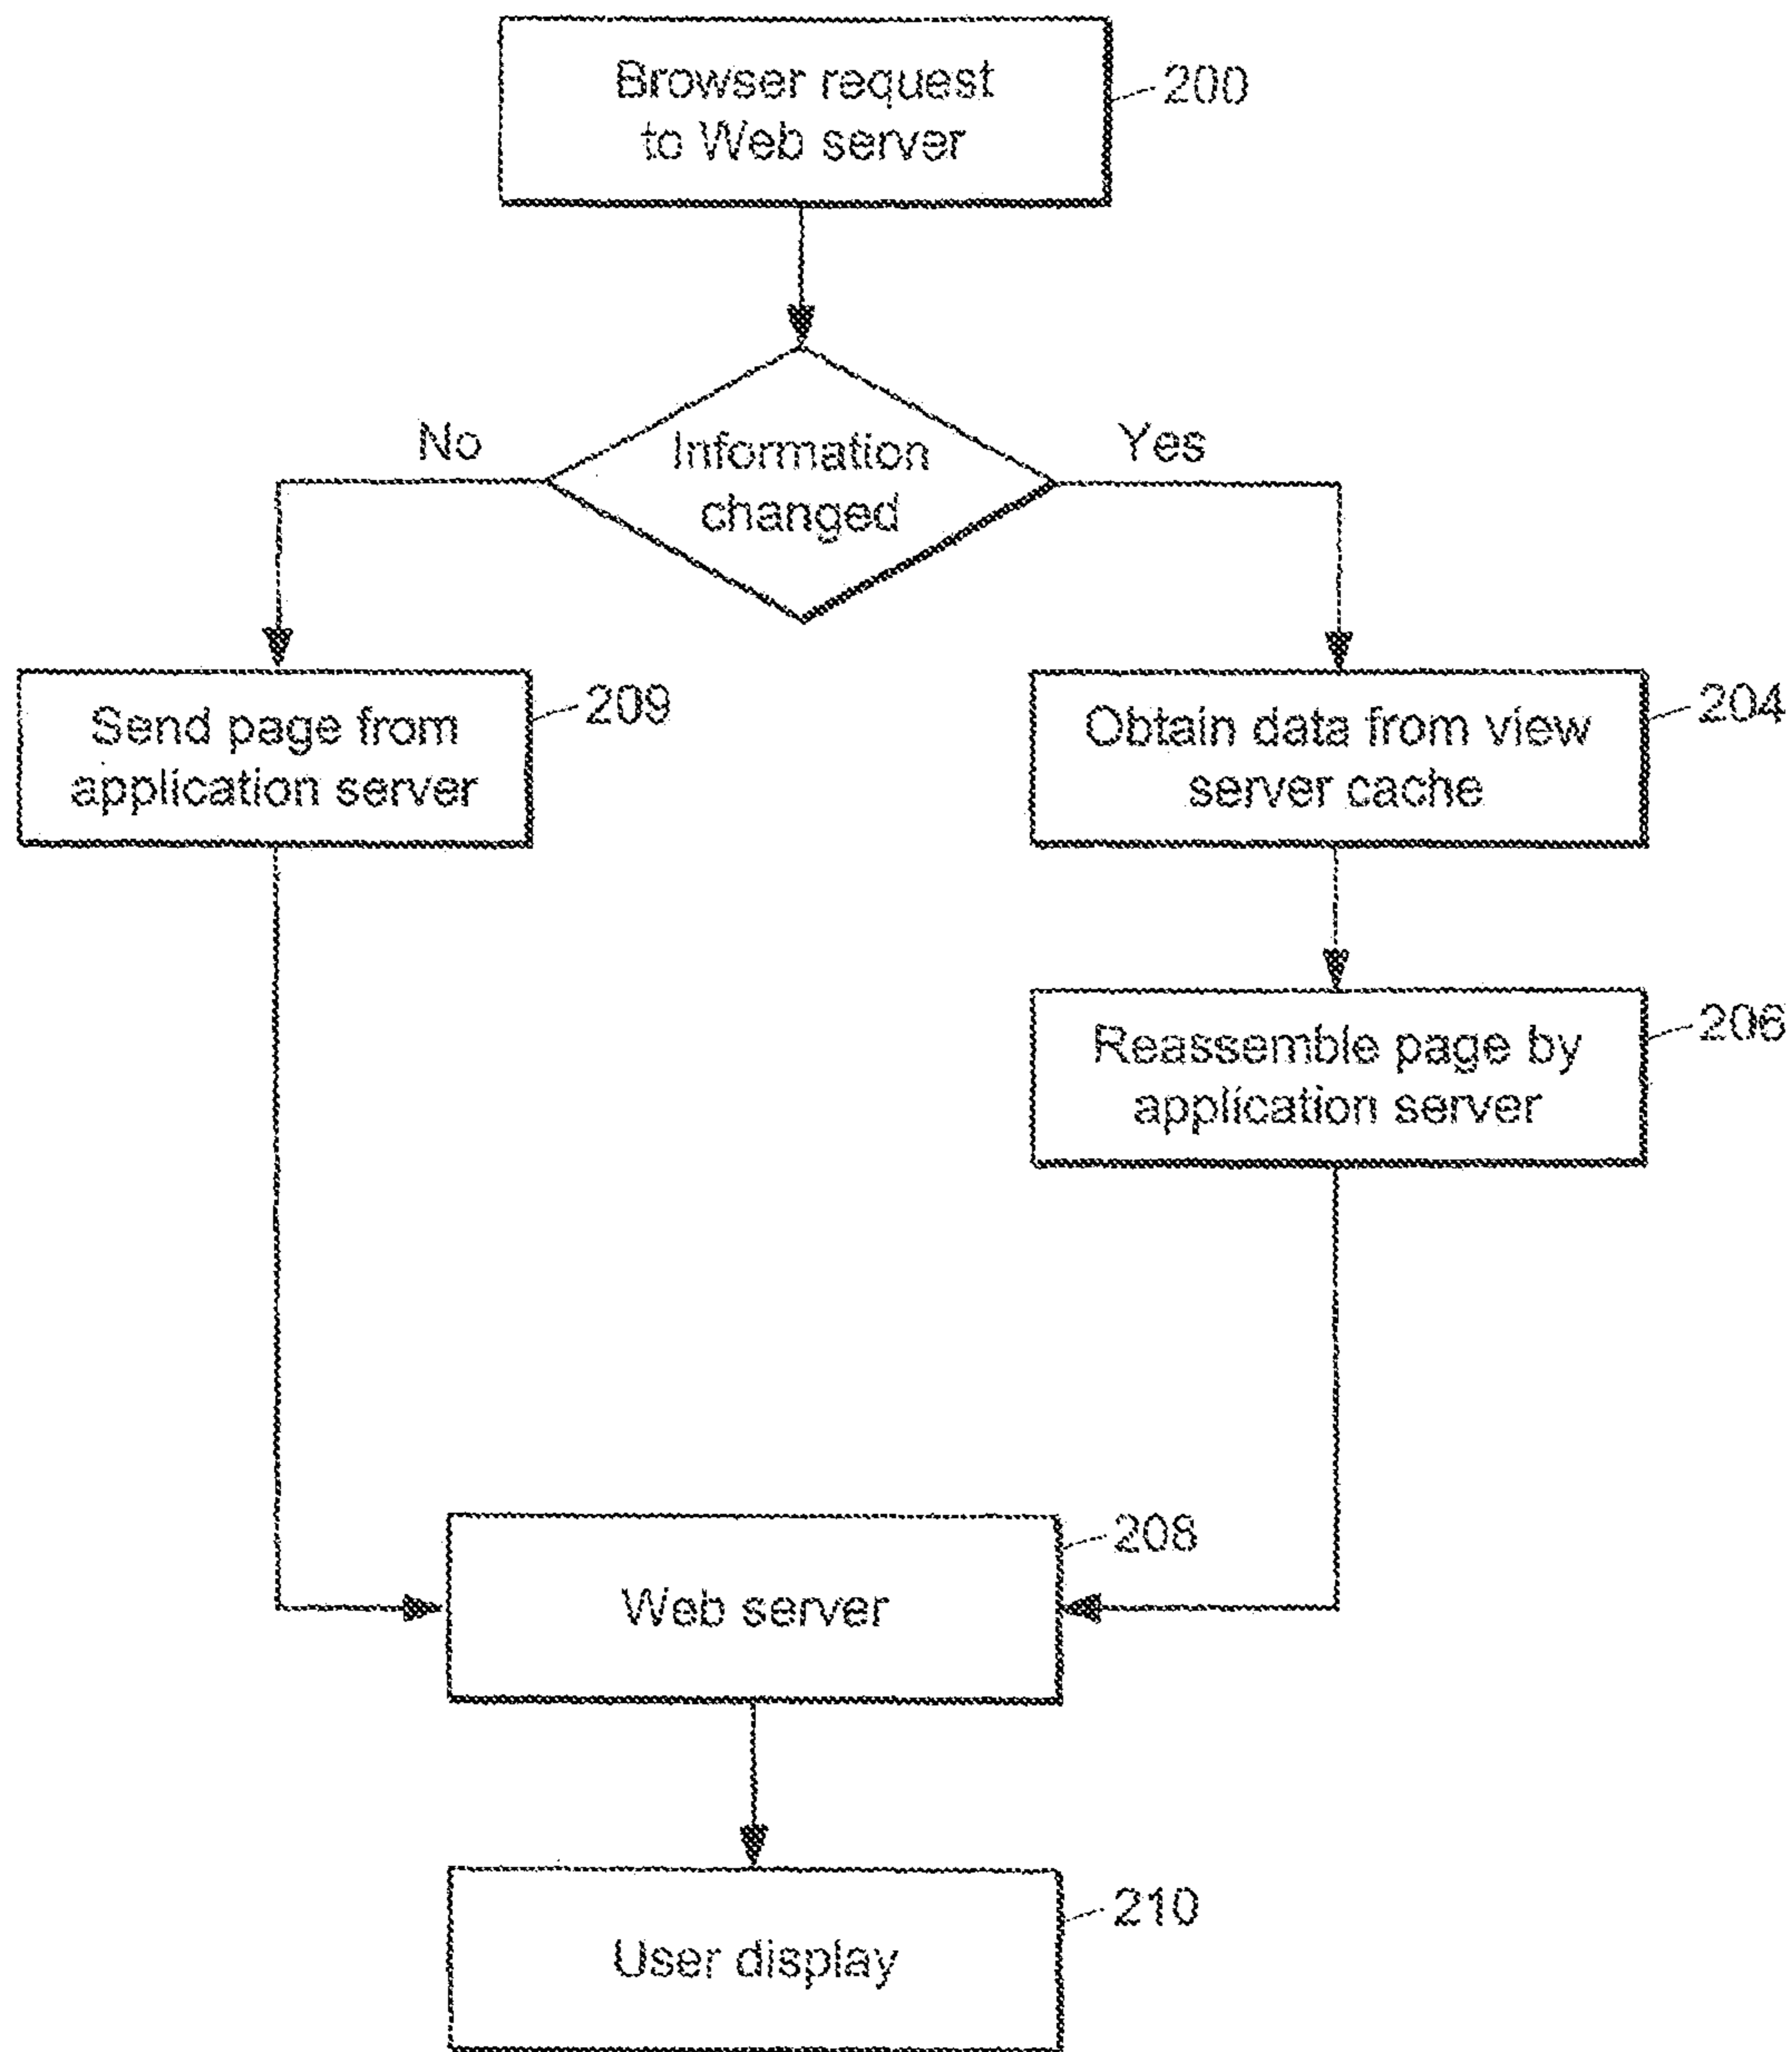 Browser request
to Web server
200
No
Information
changed
Yes
Send page from
application server
209
Obtain data from view
server cache
204
Reassemble page by
application server
206
Web server
208
User display
210